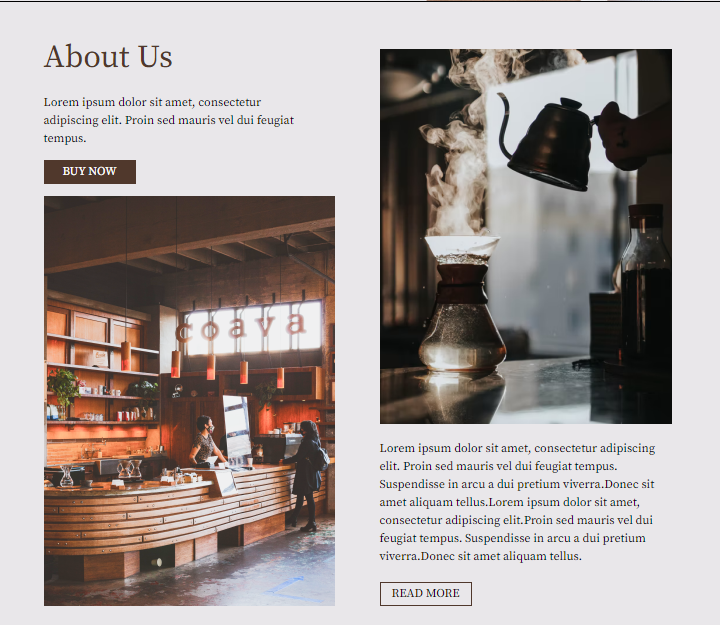 About Us
Lorem ipsum dolor sit amet, consectetur
adipiscing elit. Proin sed mauris vel dui feugiat
tempus.
BUY NOW
coava
Lorem ipsum dolor sit amet, consectetur adipiscing
elit. Proin sed mauris vel dui feugiat tempus.
Suspendisse in arcu a dui pretium viverra.Donec sit
amet aliquam tellus.Lorem ipsum dolor sit amet,
consectetur adipiscing elit.Proin sed mauris vel dui
feugiat tempus. Suspendisse in arcu a dui pretium
viverra.Donec sit amet aliquam tellus.
READ MORE